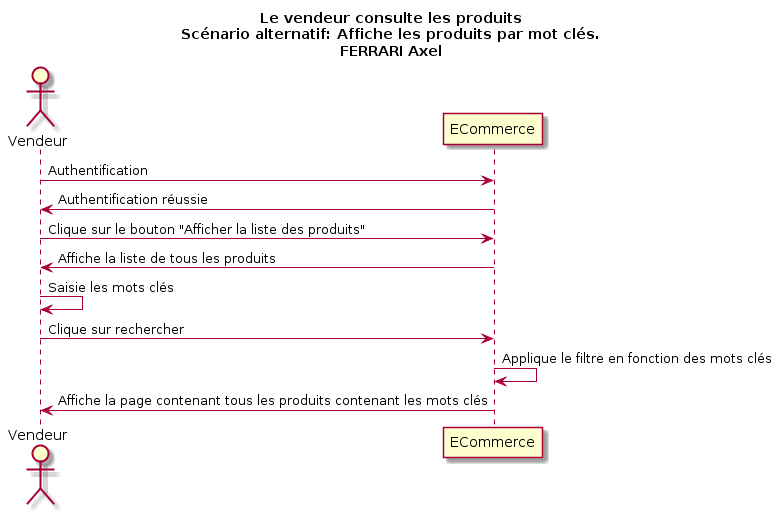 Le vendeur consulte les produits
Scénario alternatif: Affiche les produits par mot clés.
FERRARI Axel
Vendeur
ECommerce
Authentification
Authentification réussie
Clique sur le bouton "Afficher la liste des produits"
Affiche la liste de tous les produits
Saisie les mots clés
Clique sur rechercher
Applique le filtre en fonction des mots clés
Affiche la page contenant tous les produits contenant les mots clés
Vendeur
ECommerce